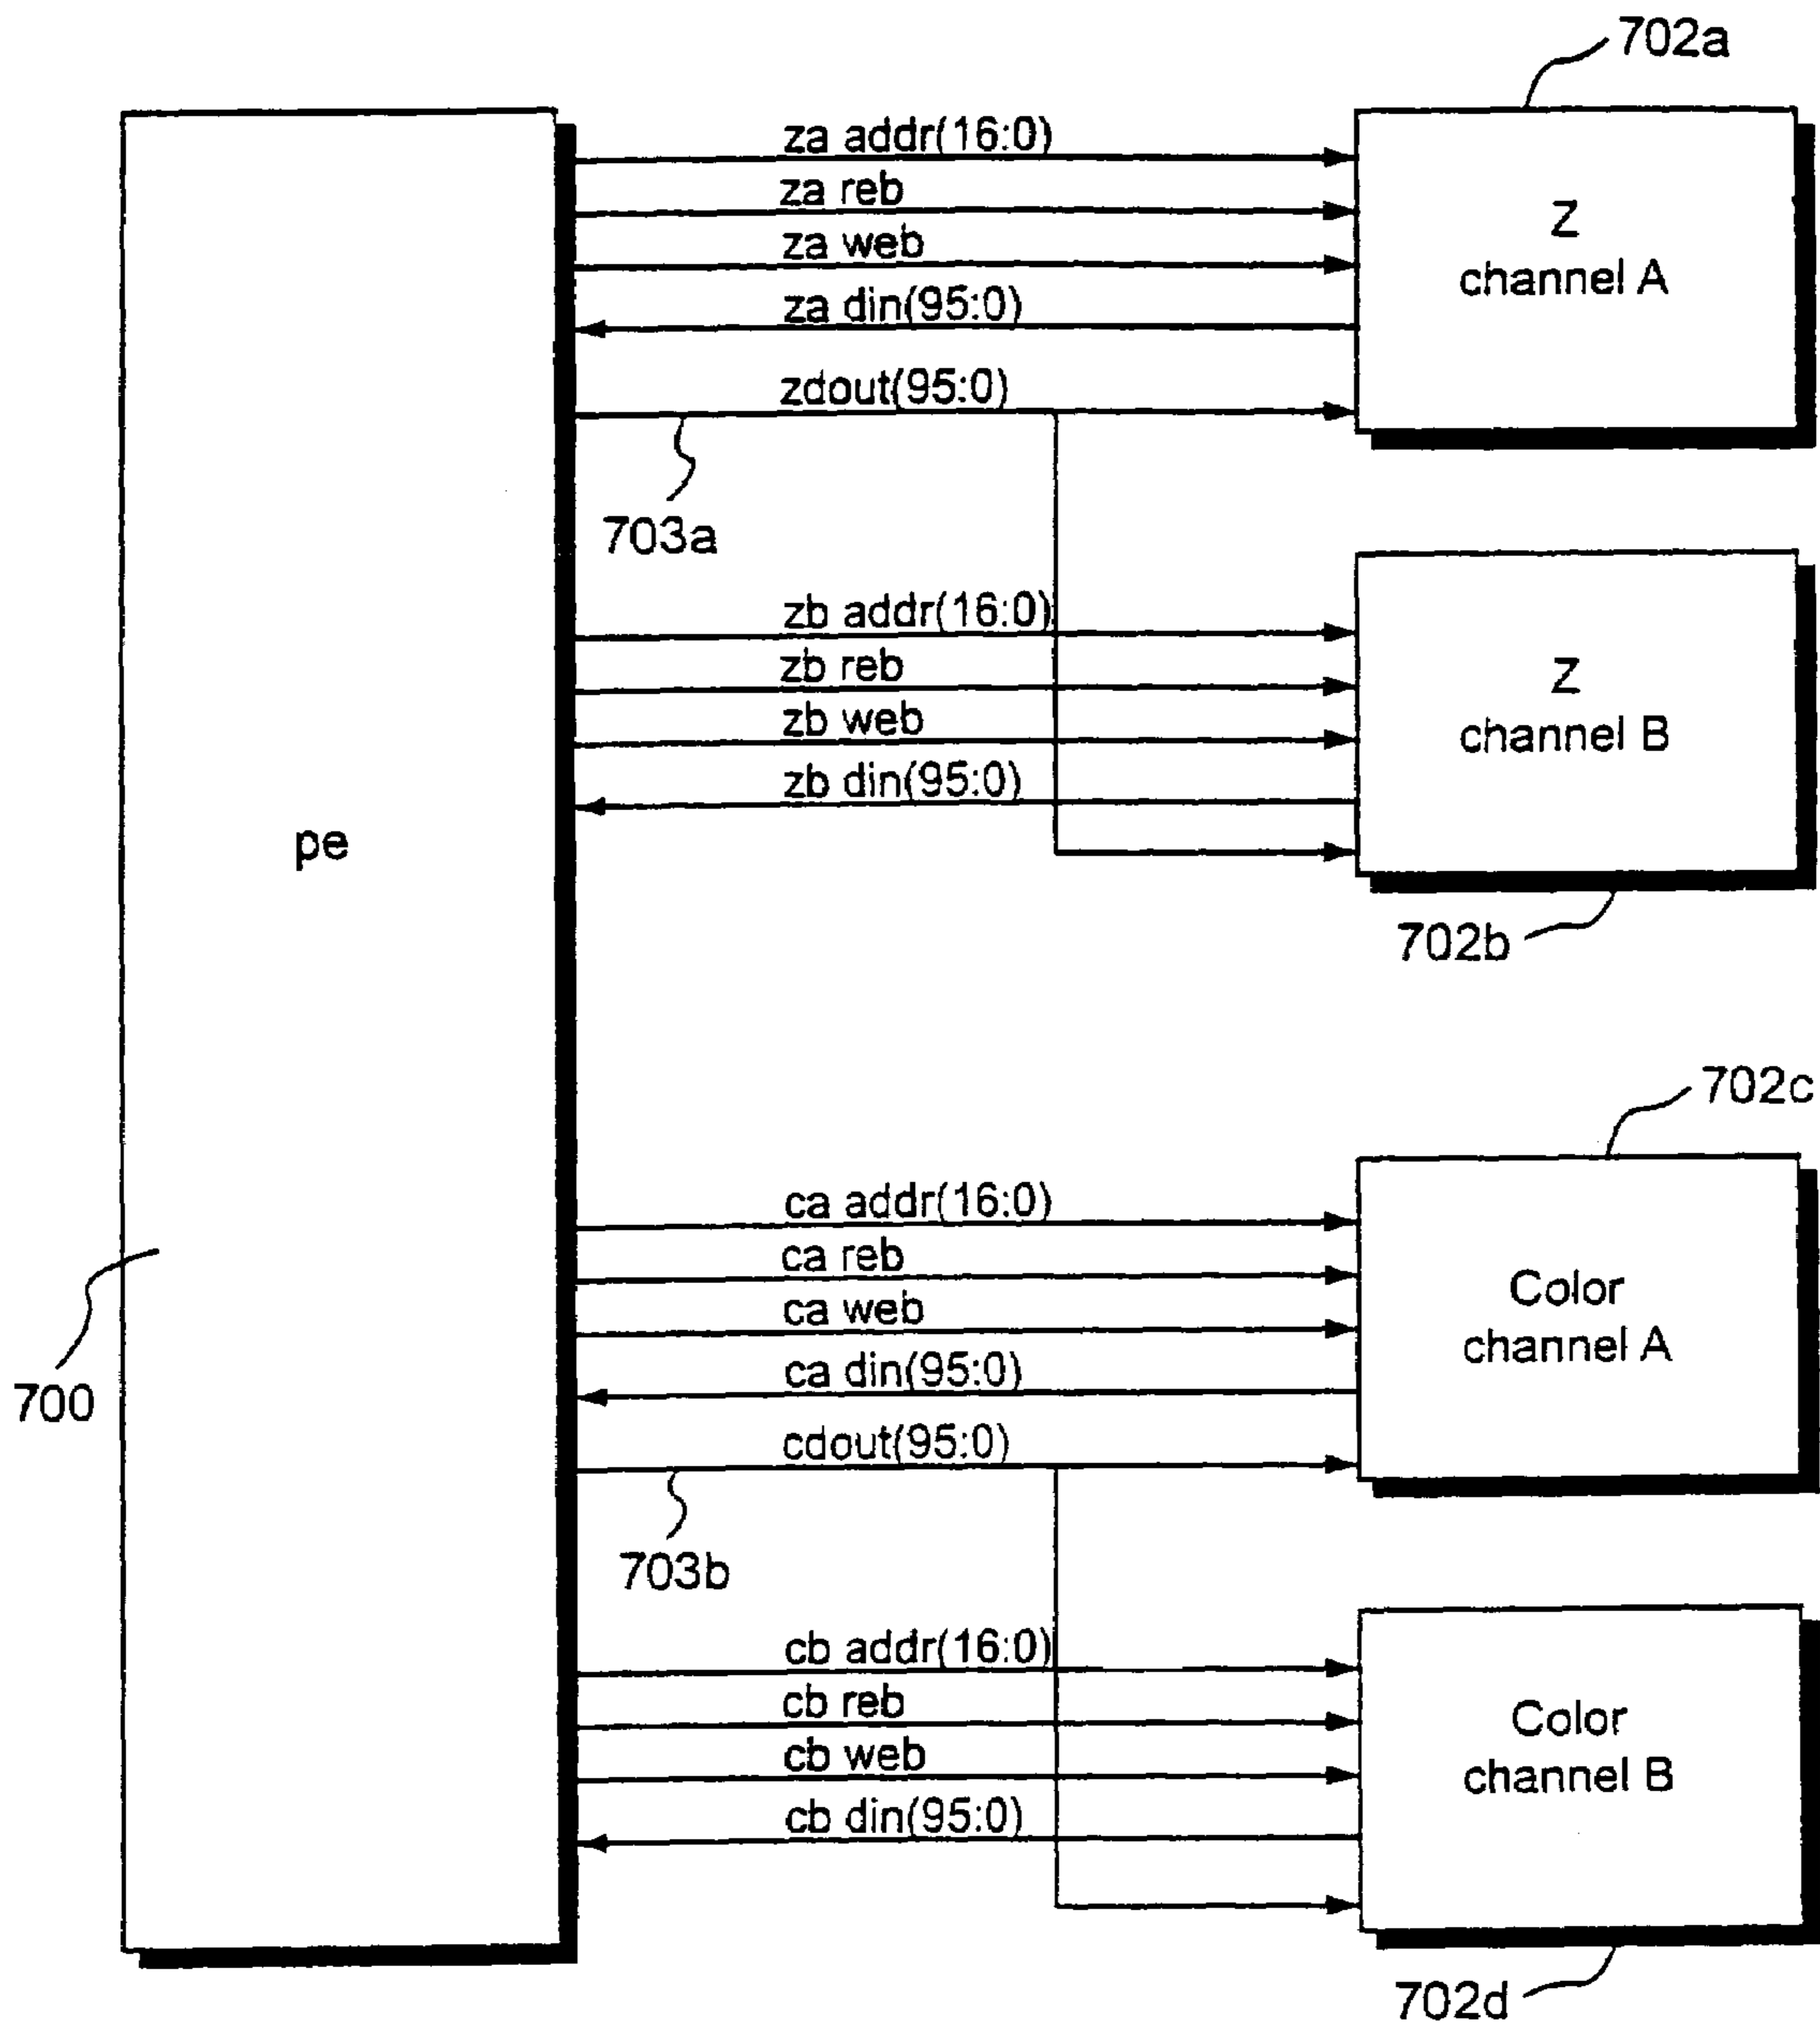 702a
za addr(16:0)
za reb
za web
za din(95:0)
zdout(95:0)
Z
channel A
703a
zb addr(16:0)
zb reb
zb web
zb din(95:0)
Z
channel B
pe
702b
702c
ca addr(16:0)
ca reb
ca web
ca din(95:0)
cdout(95:0)
Color
channel A
700
703b
cb addr(16:0)
cb reb
cb web
cb din(95:0)
Color
channel B
702d